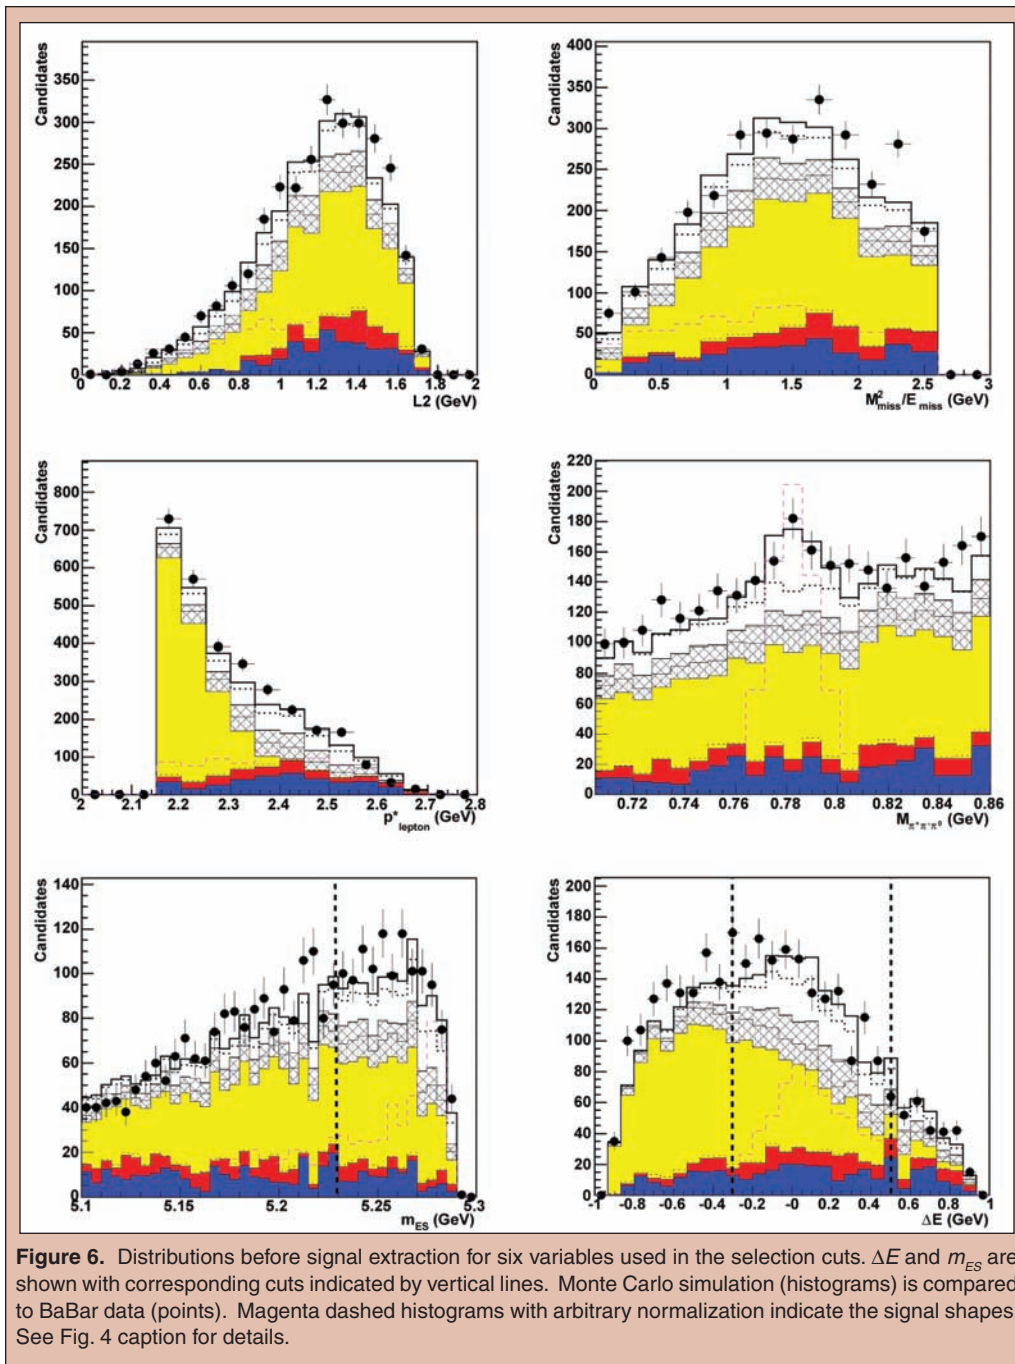 Candidates
350
300
250
200
150
100
50
0
0 0.2 0.4 0.6 0.8 1 1.2 1.4 1.6 1.8 2
L2 (GeV)
Candidates
400
350
300
250
200
150
100
50
0
0 0.5 1 1.5 2 2.5 3
M²miss/Emiss (GeV)
Candidates
800
700
600
500
400
300
200
100
0
2 2.1 2.2 2.3 2.4 2.5 2.6 2.7 2.8
p*lepton (GeV)
Candidates
220
200
180
160
140
120
100
80
60
40
20
0
0.72 0.74 0.76 0.78 0.8 0.82 0.84 0.86
Mπ⁺π⁻π⁰ (GeV)
Candidates
140
120
100
80
60
40
20
0
5.1 5.15 5.2 5.25 5.3
mES (GeV)
Candidates
200
180
160
140
120
100
80
60
40
20
0
-1 -0.8 -0.6 -0.4 -0.2 -0 0.2 0.4 0.6 0.8 1
ΔE (GeV)
Figure 6. Distributions before signal extraction for six variables used in the selection cuts. ΔE and mES are
shown with corresponding cuts indicated by vertical lines. Monte Carlo simulation (histograms) is compared
to BaBar data (points). Magenta dashed histograms with arbitrary normalization indicate the signal shapes.
See Fig. 4 caption for details.